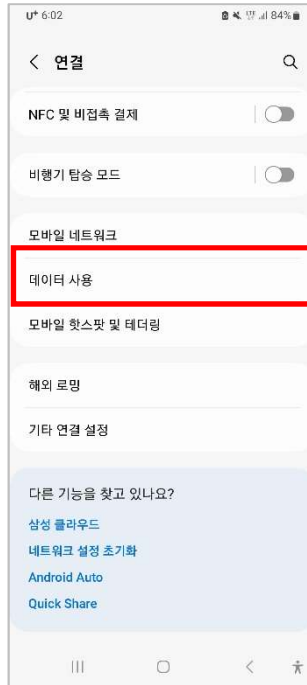 U+ 6:02 84%
연결
NFC 및 비접촉 결제
비행기 탑승 모드
모바일 네트워크
데이터 사용
모바일 핫스팟 및 테더링
해외 로밍
기타 연결 설정
다른 기능을 찾고 있나요?
삼성 클라우드
네트워크 설정 초기화
Android Auto
Quick Share